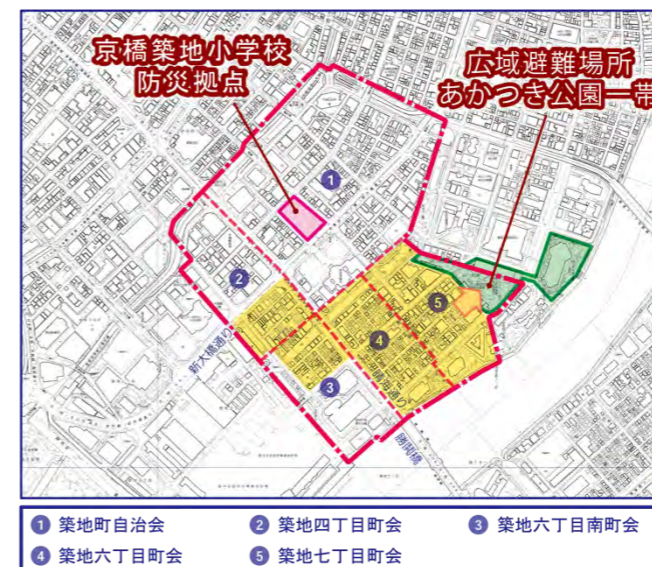 京橋築地小学校
防災拠点
広域避難場所
あかつき公園一帯
1
2
3
4
5
新大橋通り
晴海通り
勝鬨橋
1 築地町自治会
2 築地四丁目町会
3 築地六丁目南町会
4 築地六丁目町会
5 築地七丁目町会